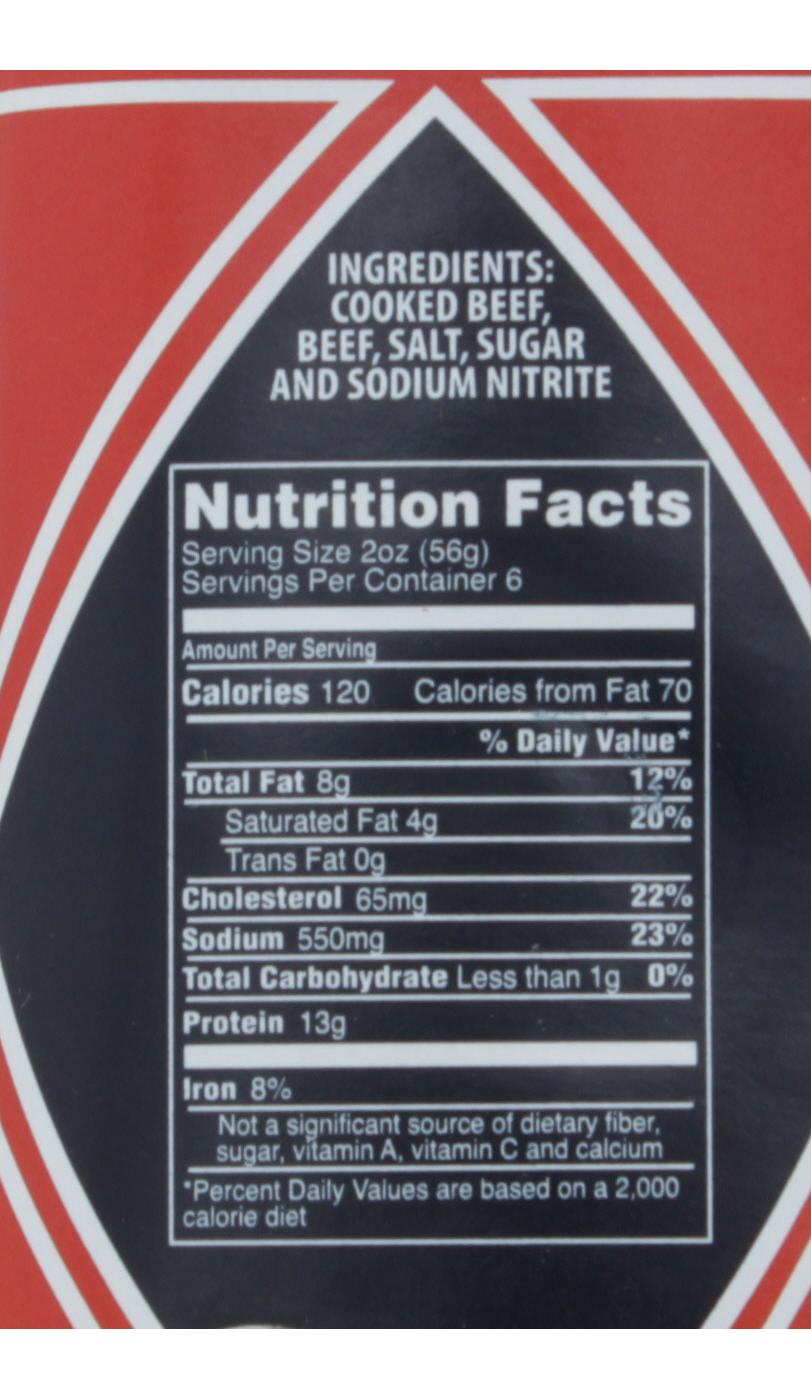 INGREDIENTS:
COOKED BEEF,
BEEF, SALT, SUGAR
AND SODIUM NITRITE
Nutrition Facts
Serving Size 2oz (56g)
Servings Per Container 6
Amount Per Serving
Calories 120 Calories from Fat 70
% Daily Value*
Total Fat 8g 12%
Saturated Fat 4g 20%
Trans Fat 0g
Cholesterol 65mg 22%
Sodium 550mg 23%
Total Carbohydrate Less than 1g 0%
Protein 13g
Iron 8%
Not a significant source of dietary fiber,
sugar, vitamin A, vitamin C and calcium
*Percent Daily Values are based on a 2,000
calorie diet